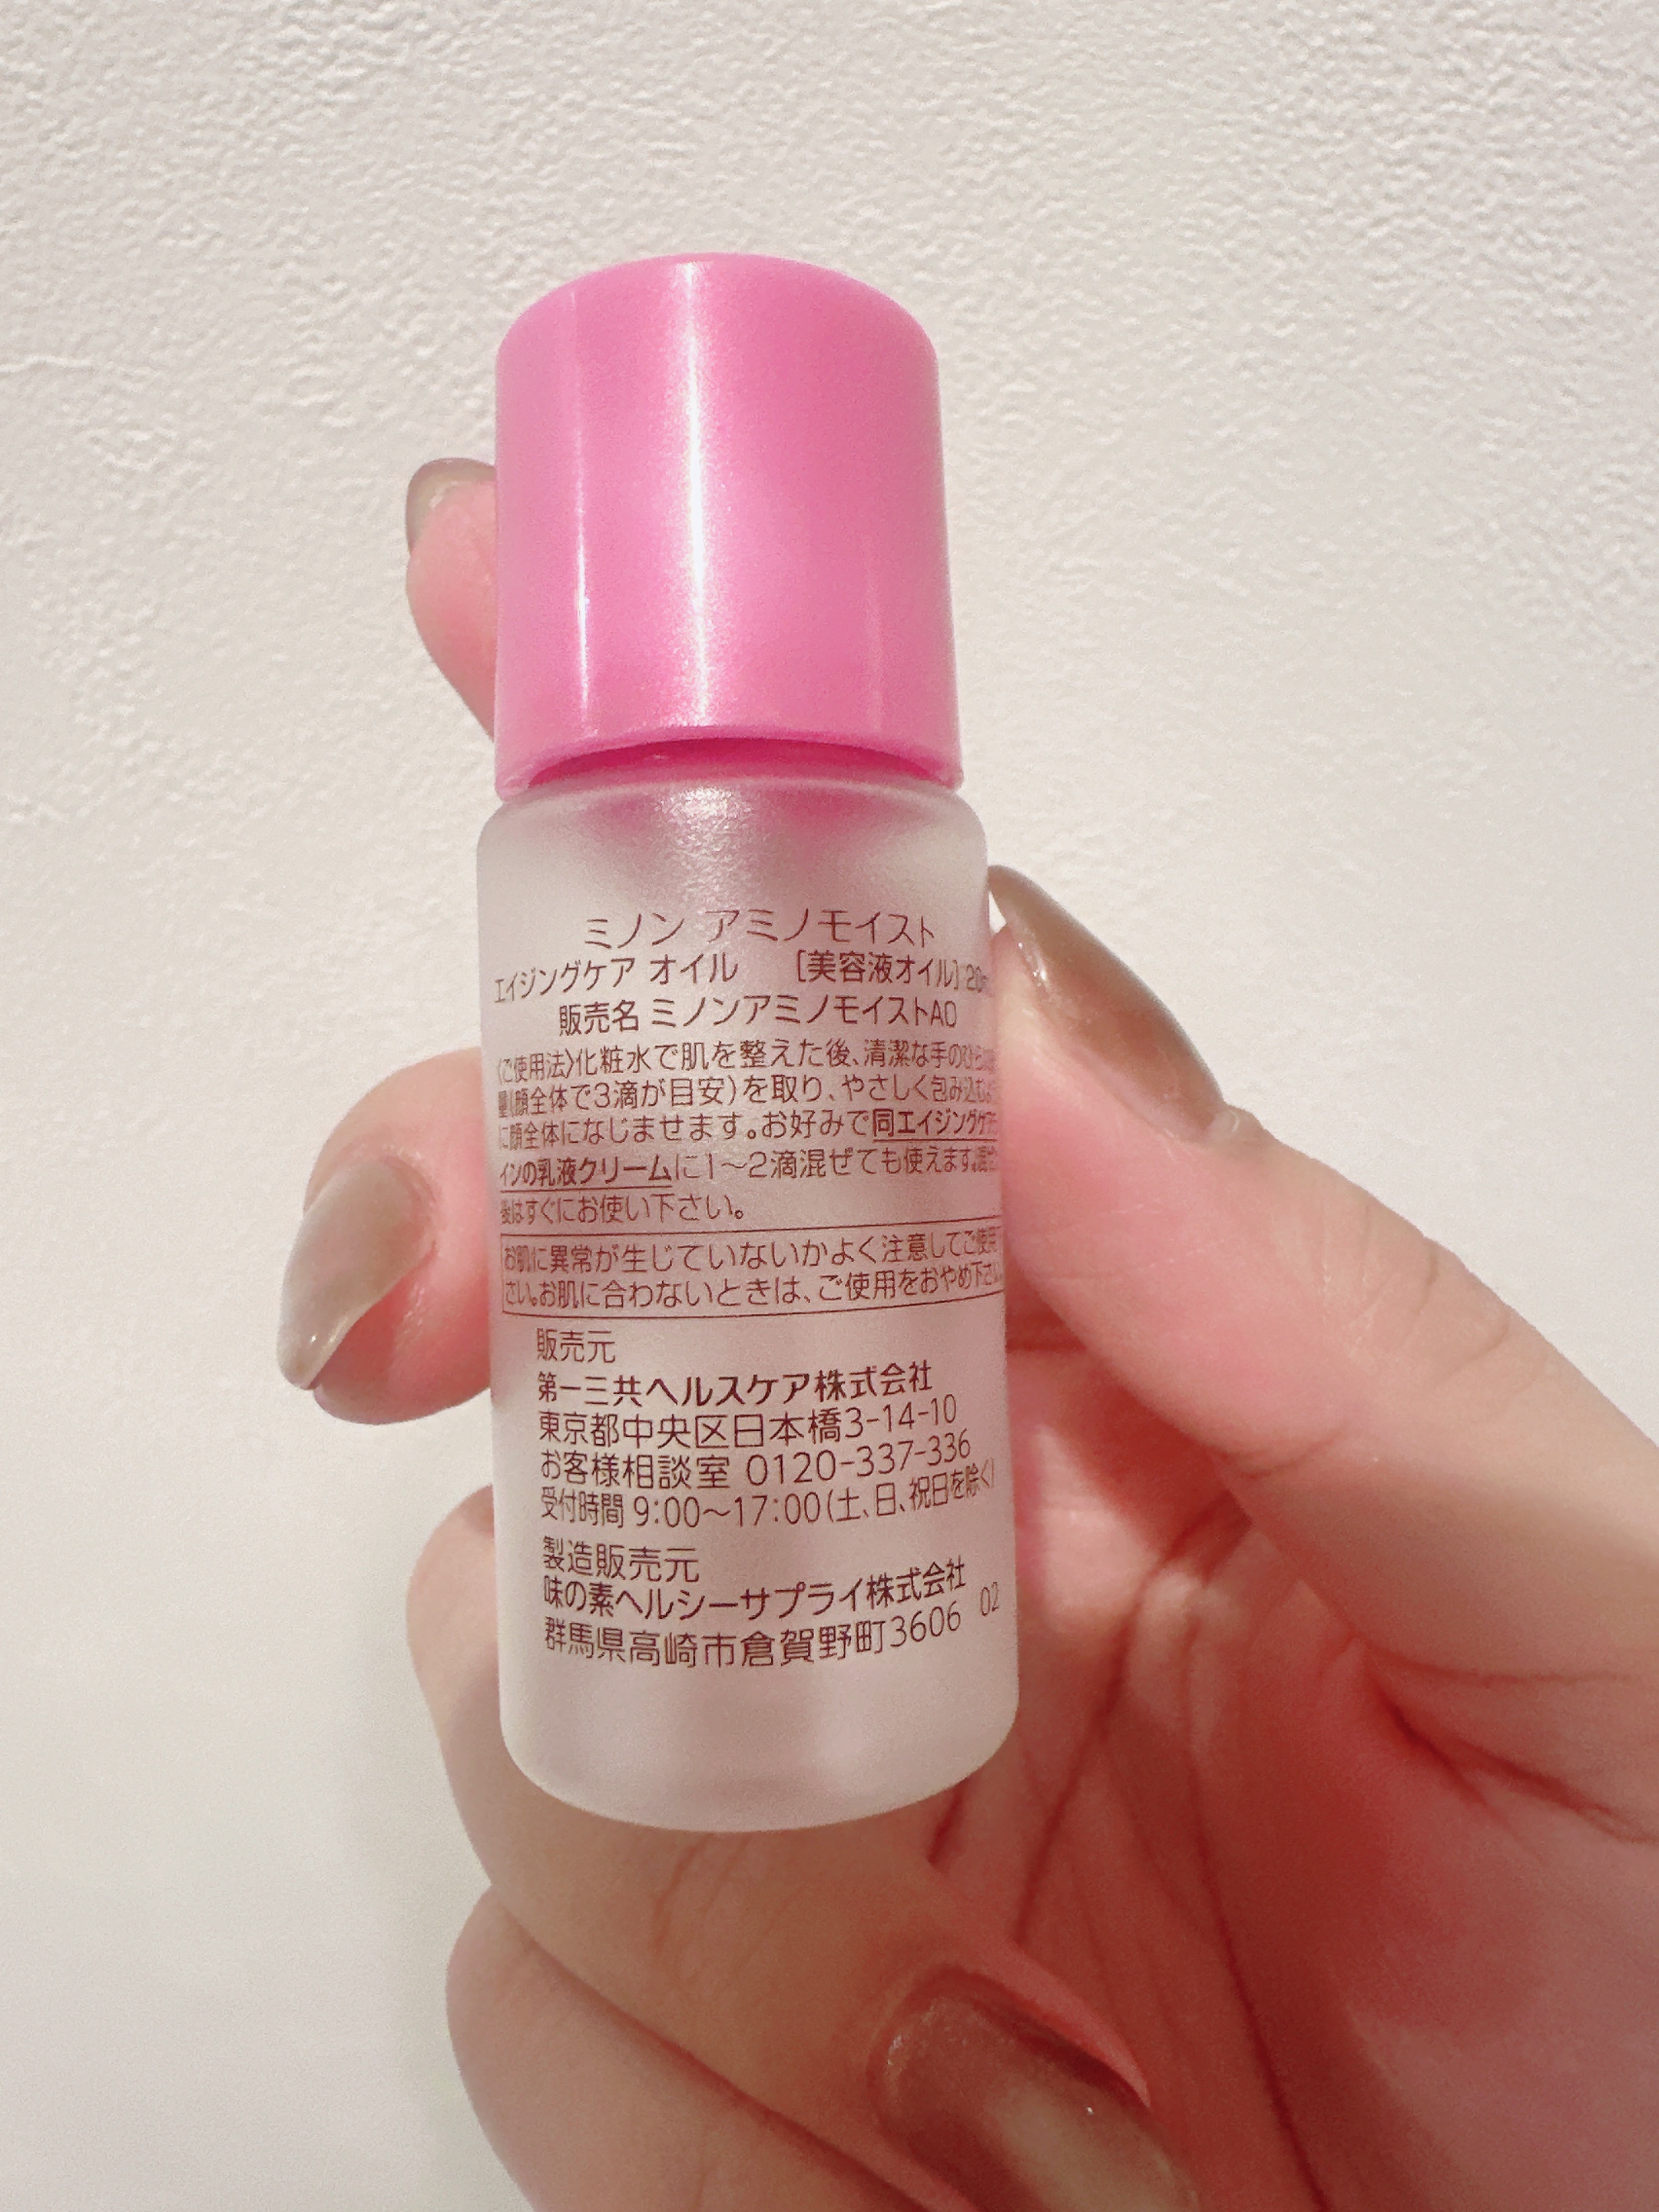 ミノン アミノモイスト
エイジングケア オイル ［美容液オイル］20
販売名 ミノンアミノモイストAO
〈ご使用法〉化粧水で肌を整えた後、清潔な手の
量（顔全体で3滴が目安）を取り、やさしく包み込む
に顔全体になじませます。お好みで同エイジングケア
インの乳液クリームに1～2滴混ぜても使えます。
後はすぐにお使い下さい。
お肌に異常が生じていないかよく注意してご使用
さい。お肌に合わないときは、ご使用をおやめ下さ
販売元
第一三共ヘルスケア株式会社
東京都中央区日本橋3-14-10
お客様相談室 0120-337-336
受付時間 9:00～17:00（土、日、祝日を除く）
製造販売元
味の素ヘルシーサプライ株式会社
群馬県高崎市倉賀野町3606 02